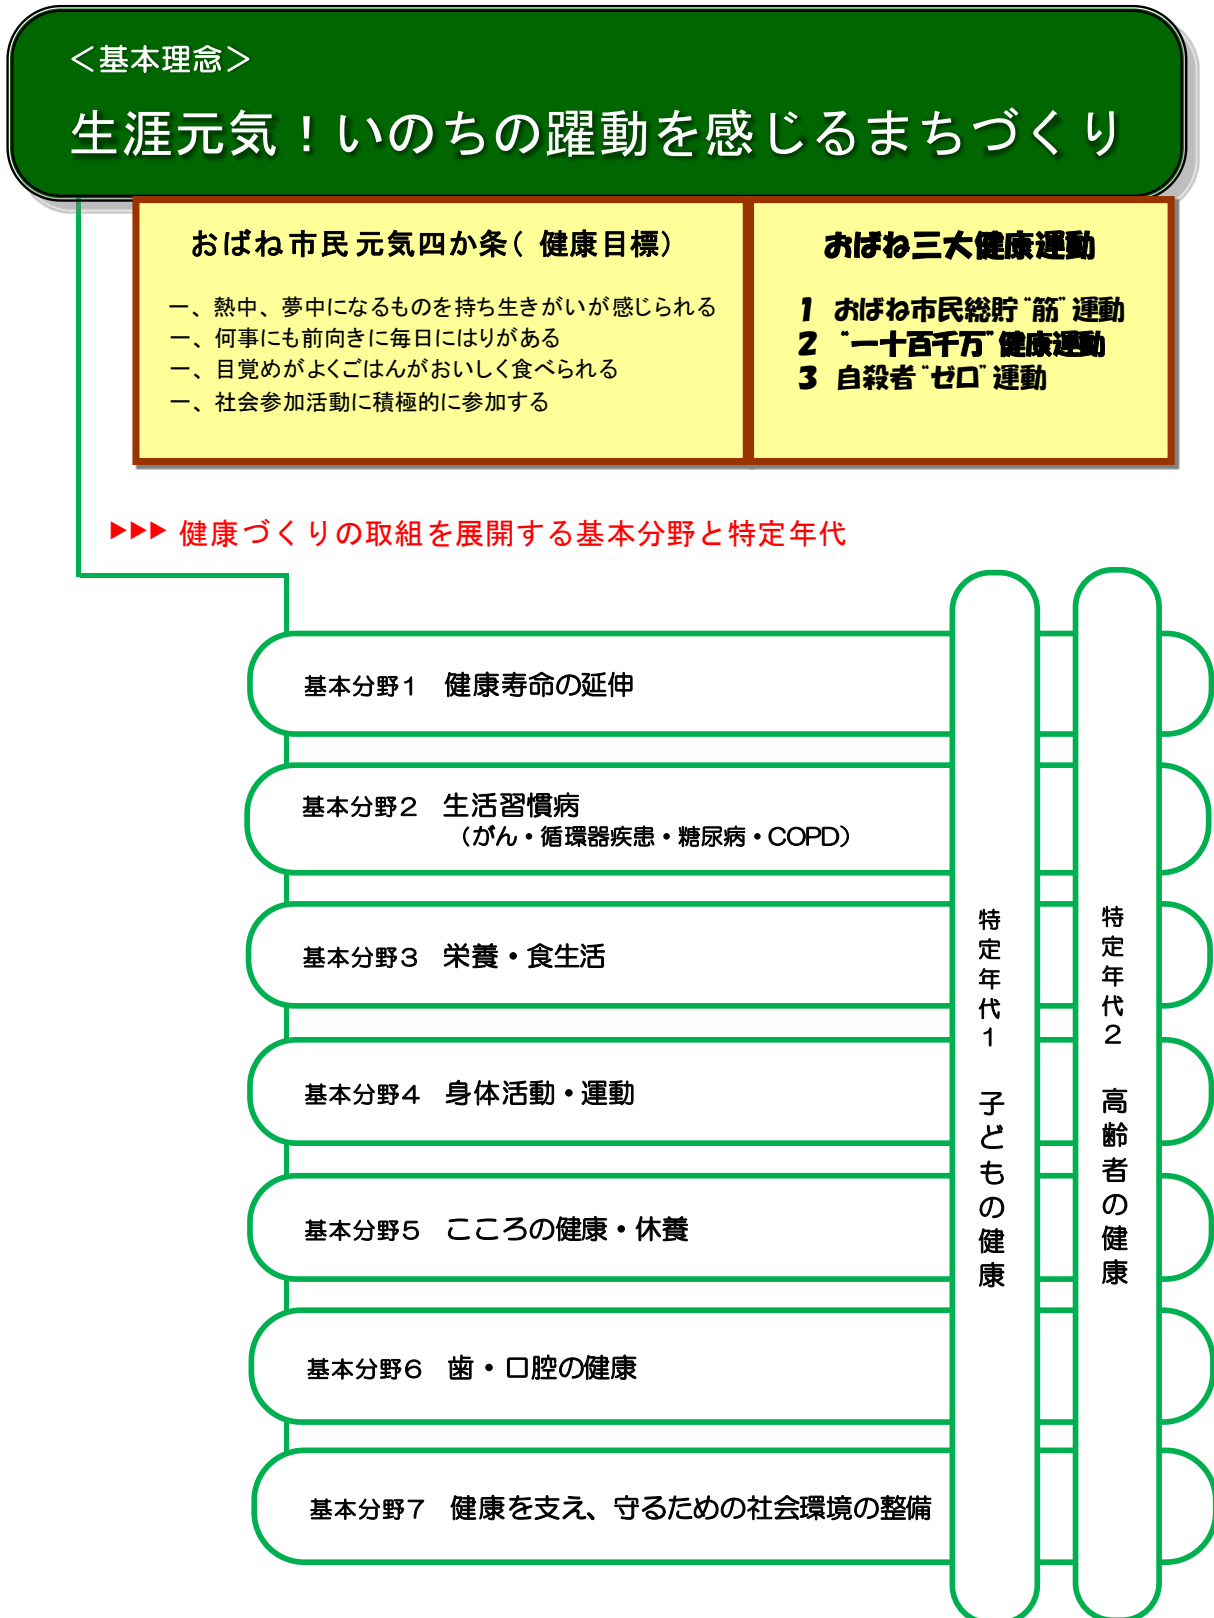 ＜基本理念＞
生涯元気！いのちの躍動を感じるまちづくり
おばね市民元気四か条（健康目標）
一、熱中、夢中になるものを持ち生きがいが感じられる
一、何事にも前向きに毎日にはりがある
一、目覚めがよくごはんがおいしく食べられる
一、社会参加活動に積極的に参加する
おばね三大健康運動
1 おばね市民総貯“筋”運動
2 “一十百千万”健康運動
3 自殺者“ゼロ”運動
▶▶▶ 健康づくりの取組を展開する基本分野と特定年代
基本分野１ 健康寿命の延伸
基本分野２ 生活習慣病
（がん・循環器疾患・糖尿病・COPD）
基本分野３ 栄養・食生活
基本分野４ 身体活動・運動
基本分野５ こころの健康・休養
基本分野６ 歯・口腔の健康
基本分野７ 健康を支え、守るための社会環境の整備
特定年代１ 子どもの健康
特定年代２ 高齢者の健康